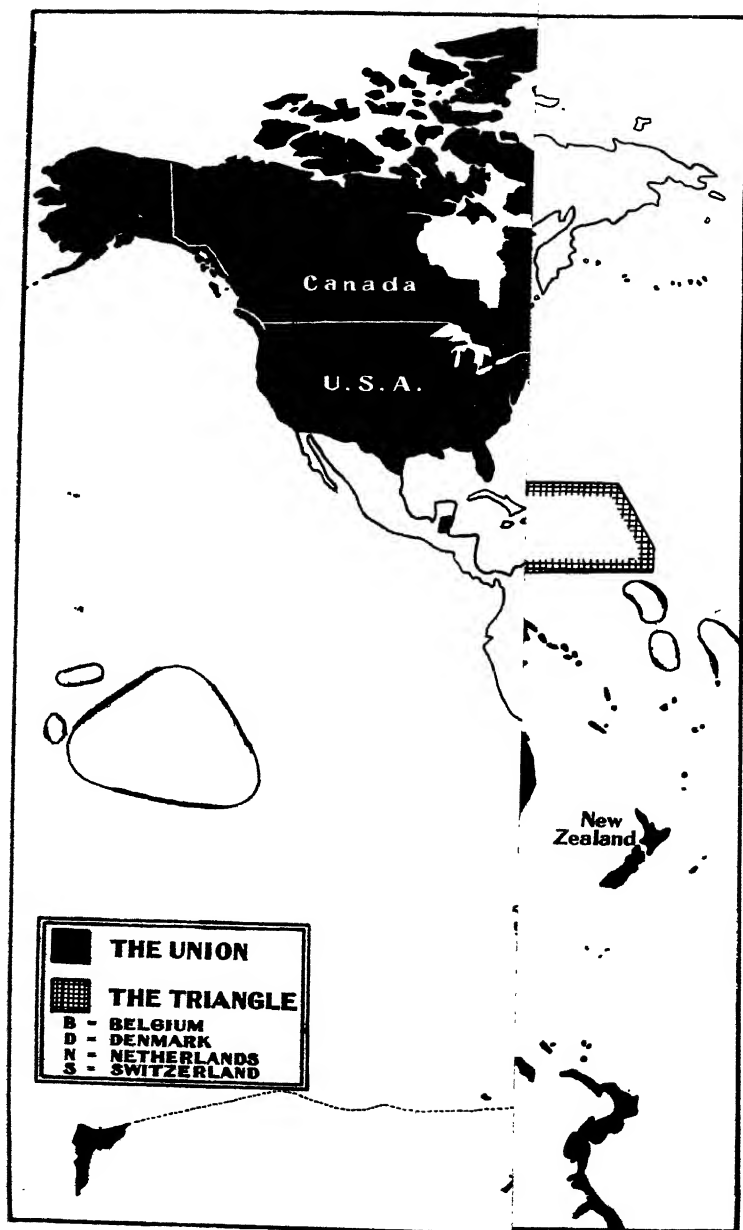 Canada
U.S.A.
New
Zealand
THE UNION
THE TRIANGLE
B = BELGIUM
D = DENMARK
N = NETHERLANDS
S = SWITZERLAND